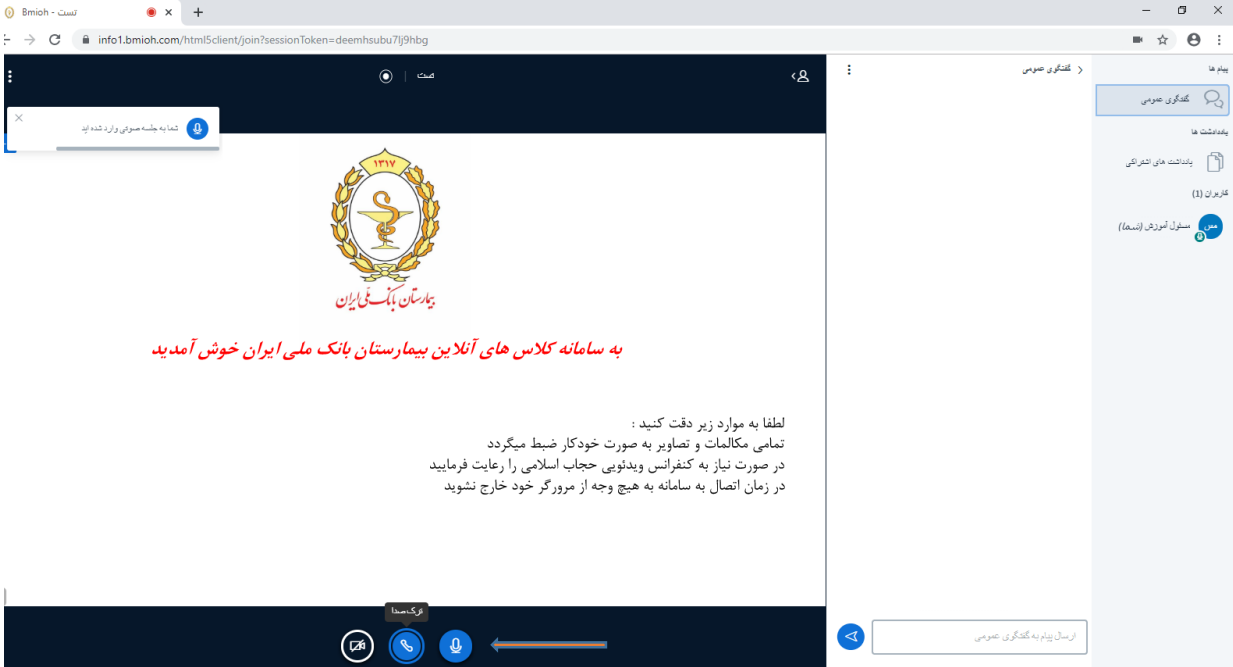 تست - Bmioh
info1.bmioh.com/html5client/join?sessionToken=deemhsubu7lj9hbg
تست
شما به جلسه صوتی وارد شده اید
۱۳۱۷
بیمارستان بانک ملی ایران
به سامانه کلاس های آنلاین بیمارستان بانک ملی ایران خوش آمدید
لطفا به موارد زیر دقت کنید :
تمامی مکالمات و تصاویر به صورت خودکار ضبط میگردد
در صورت نیاز به کنفرانس ویدئویی حجاب اسلامی را رعایت فرمایید
در زمان اتصال به سامانه به هیچ وجه از مرورگر خود خارج نشوید
ترک صدا
گفتگوی عمومی
ارسال پیام به گفتگوی عمومی
پیام ها
گفتگوی عمومی
یادداشت ها
یادداشت های اشتراکی
کاربران (1)
مس
مسئول آموزش (شما)